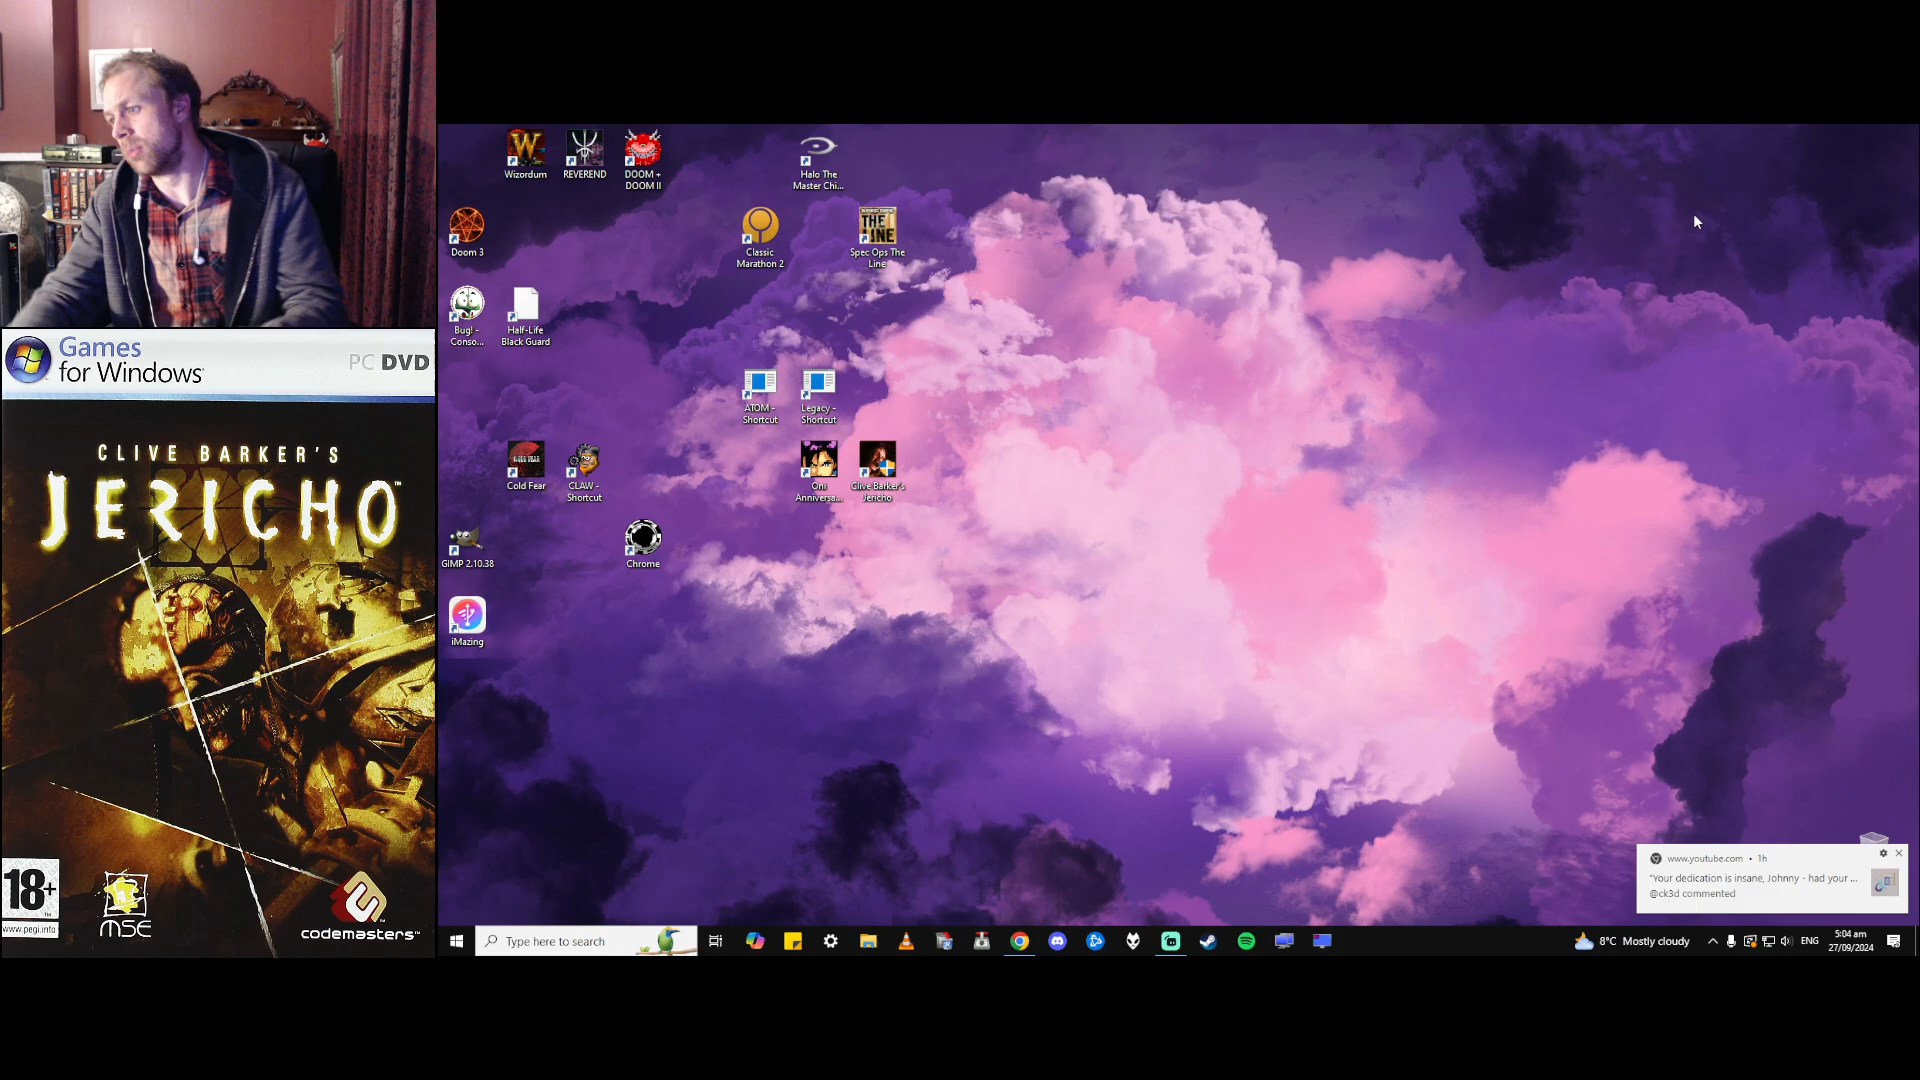 Games
for Windows
PC DVD
CLIVE BARKER'S
JERICHO™
18+
www.pegi.info
MSE
codemasters™
Wizordum
REVEREND
DOOM +
DOOM II
Halo The
Master Chi...
Doom 3
Classic
Marathon 2
Spec Ops The
Line
Bug! -
Conso...
Half-Life
Black Guard
ATOM -
Shortcut
Legacy -
Shortcut
Cold Fear
CLAW -
Shortcut
Oni
Anniversa...
Clive Barker's
Jericho
GIMP 2.10.38
Chrome
iMazing
www.youtube.com • 1h
"Your dedication is insane, Johnny - had your ...
@ck3d commented
Type here to search
8°C Mostly cloudy
ENG
5:04 am
27/09/2024